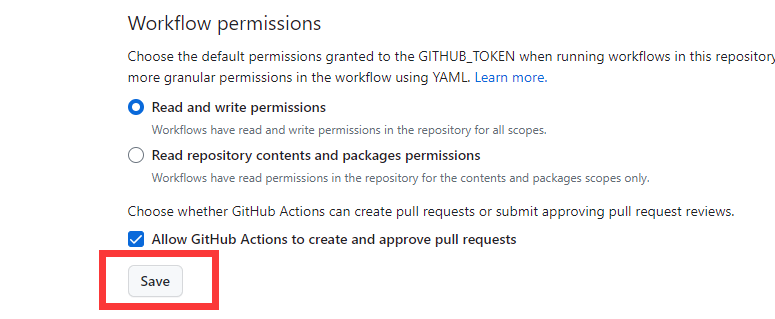 Workflow permissions
Choose the default permissions granted to the GITHUB_TOKEN when running workflows in this repository
more granular permissions in the workflow using YAML. Learn more.
Read and write permissions
Workflows have read and write permissions in the repository for all scopes.
Read repository contents and packages permissions
Workflows have read permissions in the repository for the contents and packages scopes only.
Choose whether GitHub Actions can create pull requests or submit approving pull request reviews.
Allow GitHub Actions to create and approve pull requests
Save